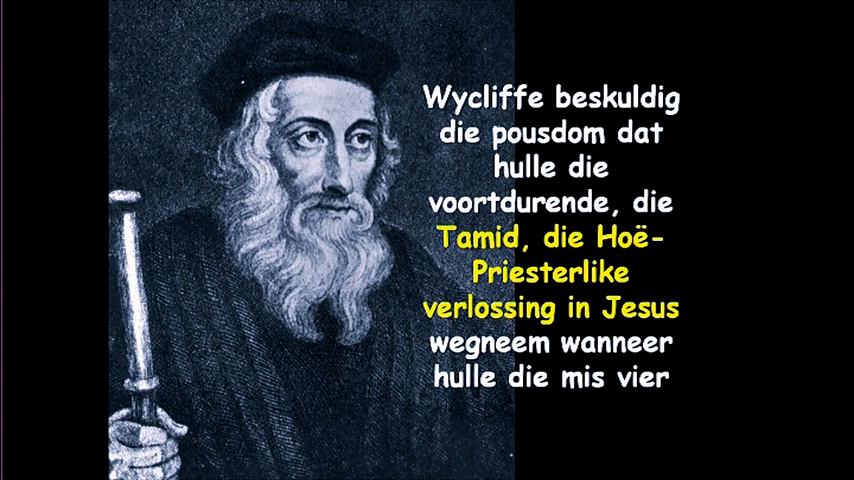 Wycliffe beskuldig
die pousdom dat
hulle die
voortdurende, die
Tamid, die Hoë-
Priesterlike
verlossing in Jesus
wegneem wanneer
hulle die mis vier